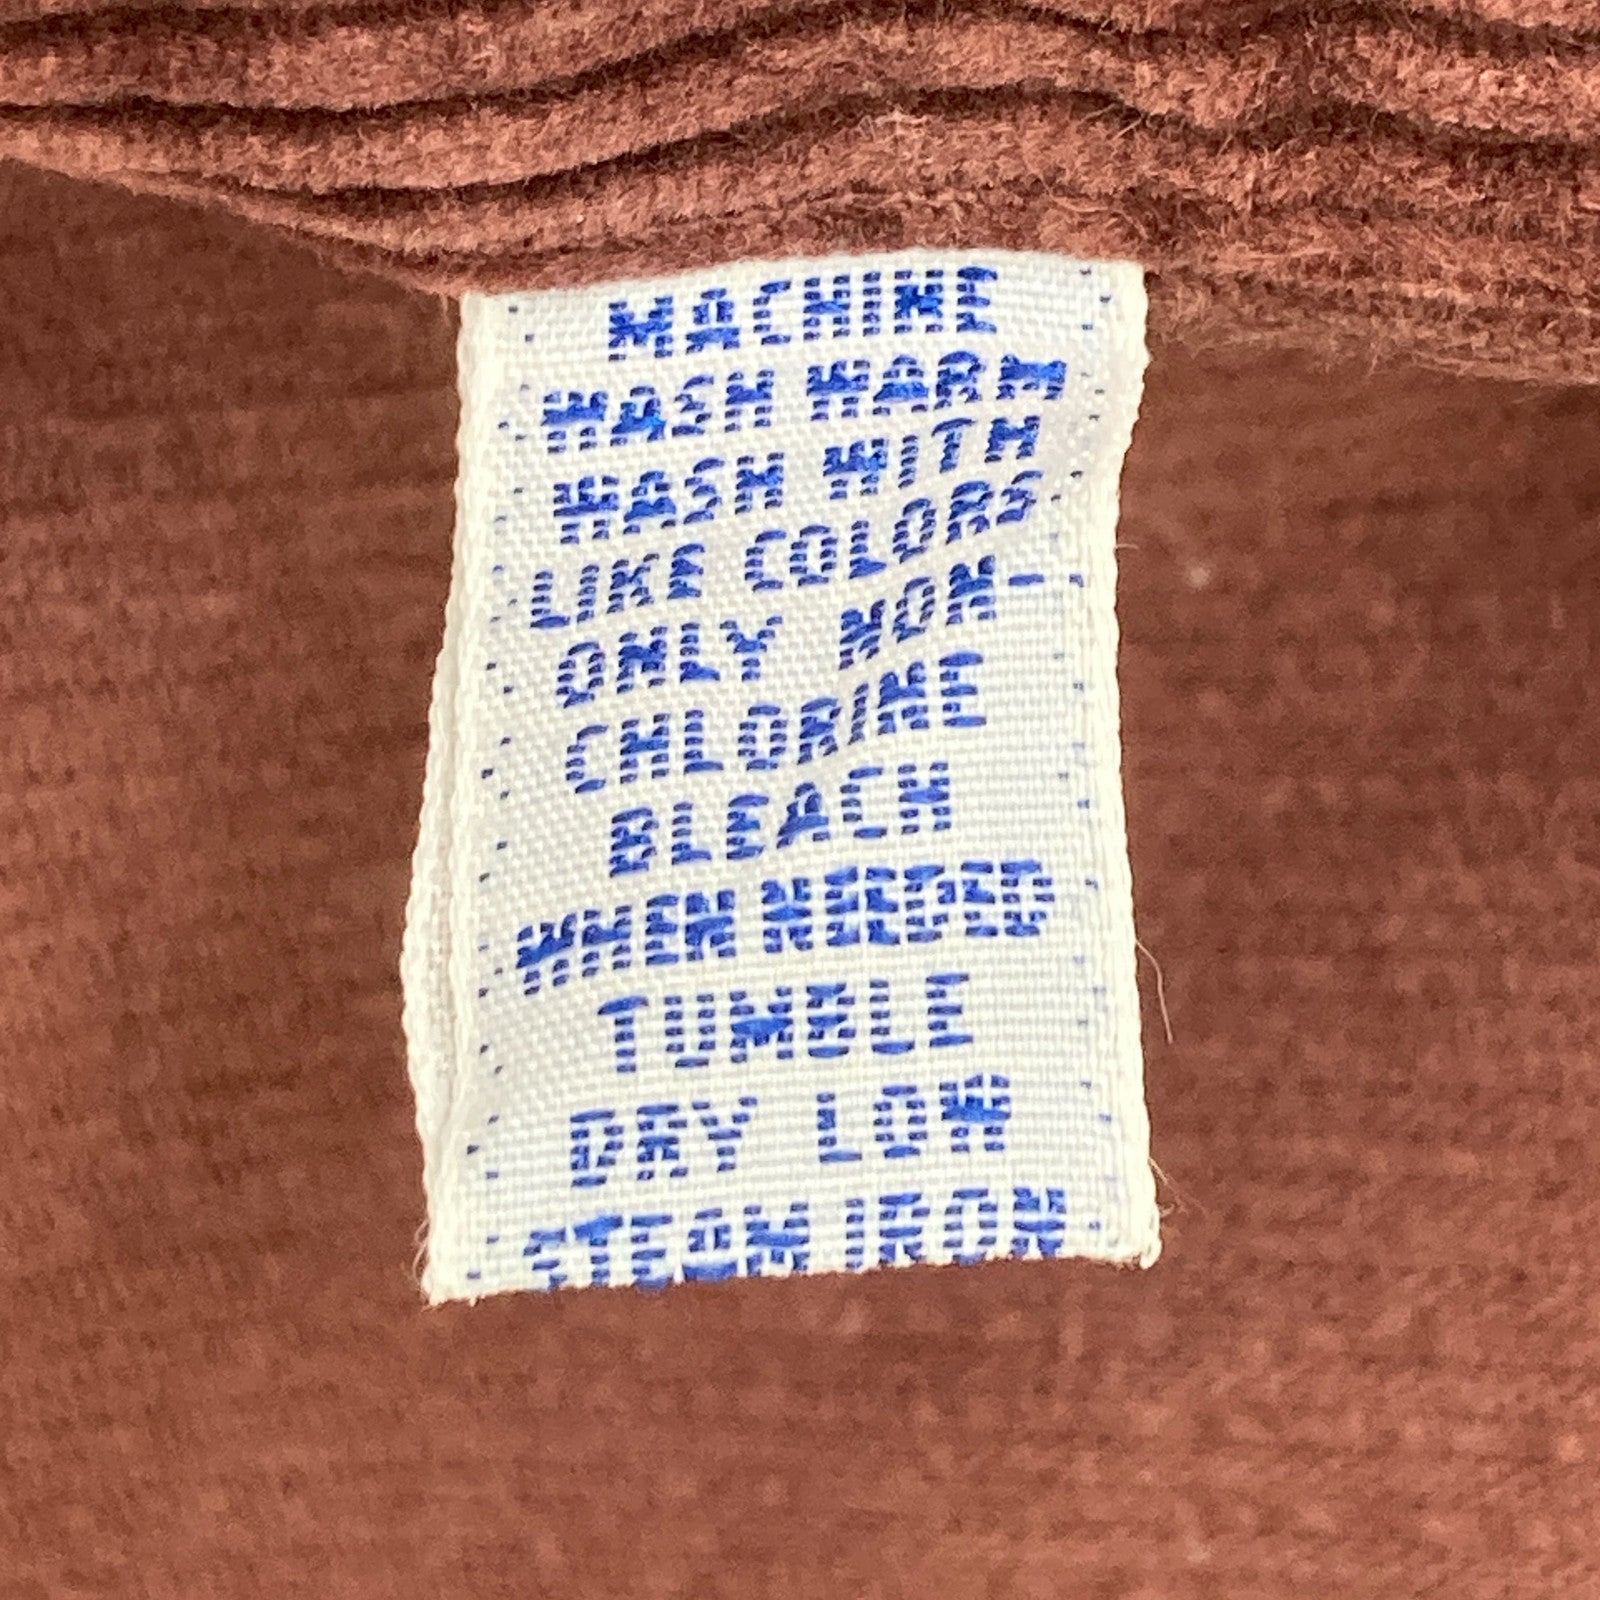 MACHINE
WASH WARM
WASH WITH
LIKE COLORS
ONLY NON-
CHLORINE
BLEACH
WHEN NEEDED
TUMBLE
DRY LOW
STEAM IRON